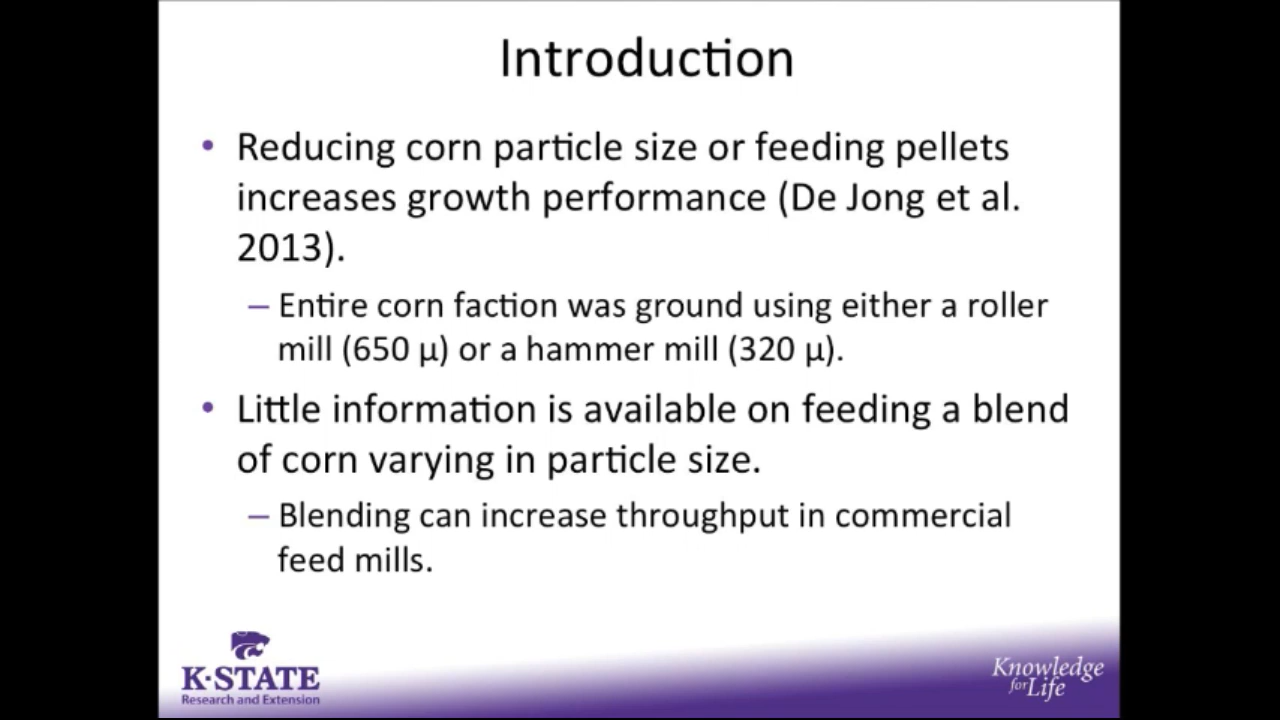 Introduction
• Reducing corn particle size or feeding pellets
increases growth performance (De Jong et al.
2013).
– Entire corn faction was ground using either a roller
mill (650 µ) or a hammer mill (320 µ).
• Little information is available on feeding a blend
of corn varying in particle size.
– Blending can increase throughput in commercial
feed mills.
K-STATE
Research and Extension
Knowledge
for Life